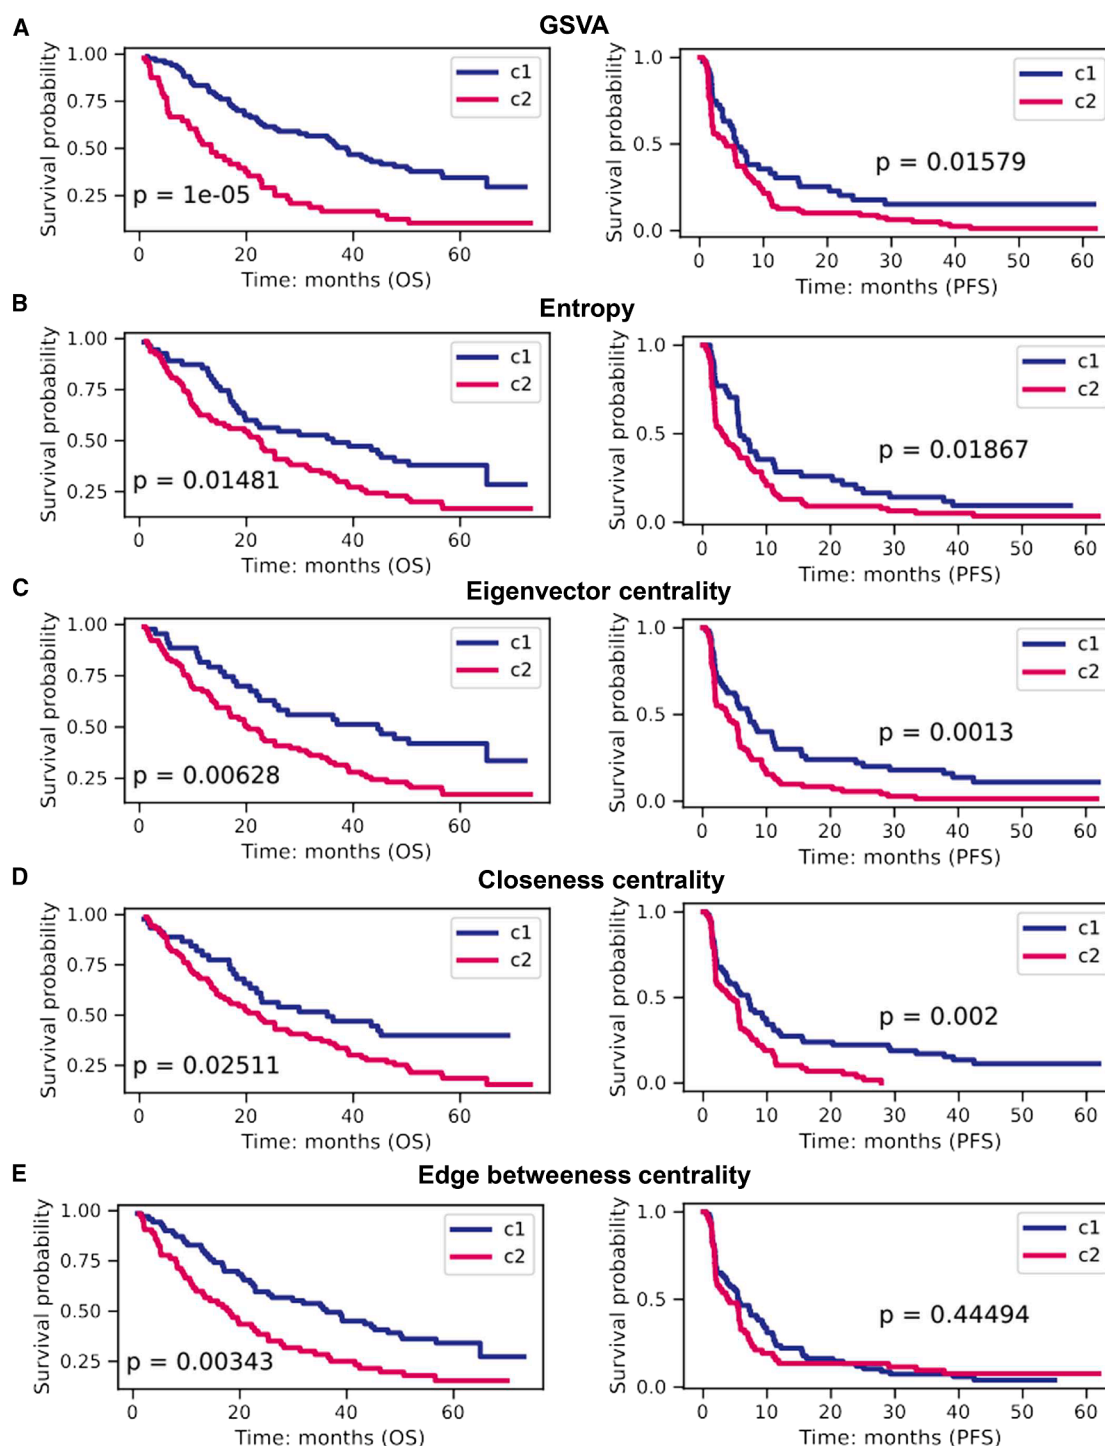 A
GSVA
Survival probability
1.00
0.75
0.50
0.25
c1
c2
p = 1e-05
0 20 40 60
Time: months (OS)
Survival probability
1.0
0.5
0.0
c1
c2
p = 0.01579
0 10 20 30 40 50 60
Time: months (PFS)
B
Entropy
Survival probability
1.00
0.75
0.50
0.25
c1
c2
p = 0.01481
0 20 40 60
Time: months (OS)
Survival probability
1.0
0.5
0.0
c1
c2
p = 0.01867
0 10 20 30 40 50 60
Time: months (PFS)
C
Eigenvector centrality
Survival probability
1.00
0.75
0.50
0.25
c1
c2
p = 0.00628
0 20 40 60
Time: months (OS)
Survival probability
1.0
0.5
0.0
c1
c2
p = 0.0013
0 10 20 30 40 50 60
Time: months (PFS)
D
Closeness centrality
Survival probability
1.00
0.75
0.50
0.25
c1
c2
p = 0.02511
0 20 40 60
Time: months (OS)
Survival probability
1.0
0.5
0.0
c1
c2
p = 0.002
0 10 20 30 40 50 60
Time: months (PFS)
E
Edge betweeness centrality
Survival probability
1.00
0.75
0.50
0.25
c1
c2
p = 0.00343
0 20 40 60
Time: months (OS)
Survival probability
1.0
0.5
0.0
c1
c2
p = 0.44494
0 10 20 30 40 50 60
Time: months (PFS)